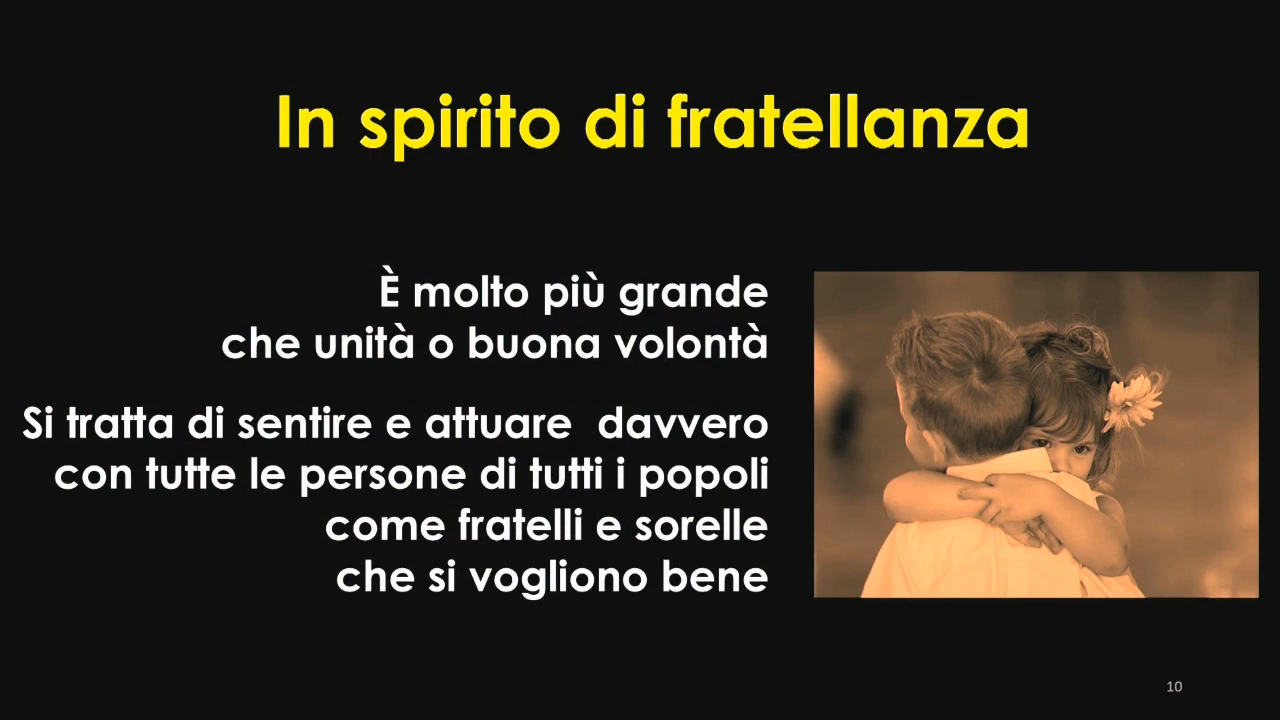 In spirito di fratellanza
È molto più grande
che unità o buona volontà
Si tratta di sentire e attuare  davvero
con tutte le persone di tutti i popoli
come fratelli e sorelle
che si vogliono bene
10